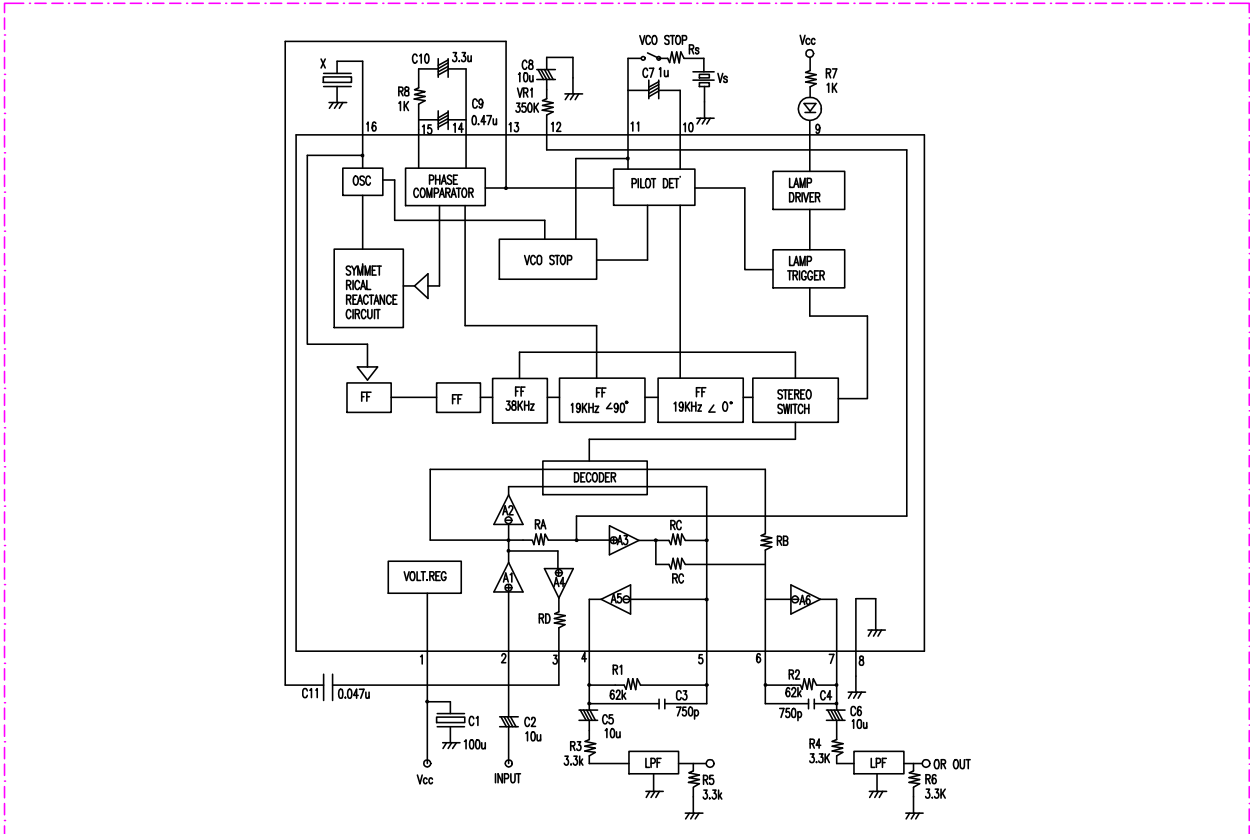 X
C10
3.3u
R8
1K
C9
0.47u
C8
10u
VR1
350K
VCO STOP
Rs
C7 1u
Vs
Vcc
R7
1K
16
15
14
13
12
11
10
9
OSC
PHASE
COMPARATOR
PILOT DET
LAMP
DRIVER
VCO STOP
LAMP
TRIGGER
SYMMET
RICAL
REACTANCE
CIRCUIT
FF
FF
FF
38KHz
FF
19KHz ∠90°
FF
19KHz ∠ 0°
STEREO
SWITCH
DECODER
A2
RA
A3
RC
RC
RB
VOLT.REG
A1
A4
A5
A6
RD
1
2
3
4
5
6
7
8
C11
0.047u
R1
62k
C3
750p
R2
62k
C4
750p
C1
100u
C2
10u
C5
10u
C6
10u
R3
3.3k
LPF
R4
3.3K
LPF
OR OUT
Vcc
INPUT
R5
3.3k
R6
3.3K